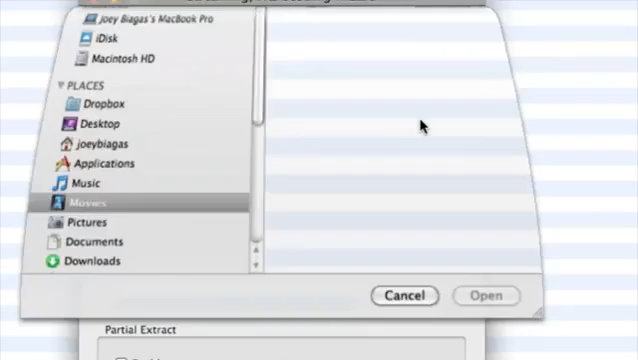 Joey Biagas's MacBook Pro
iDisk
Macintosh HD
PLACES
Dropbox
Desktop
joeybiagas
Applications
Music
Movies
Pictures
Documents
Downloads
Cancel
Open
Partial Extract